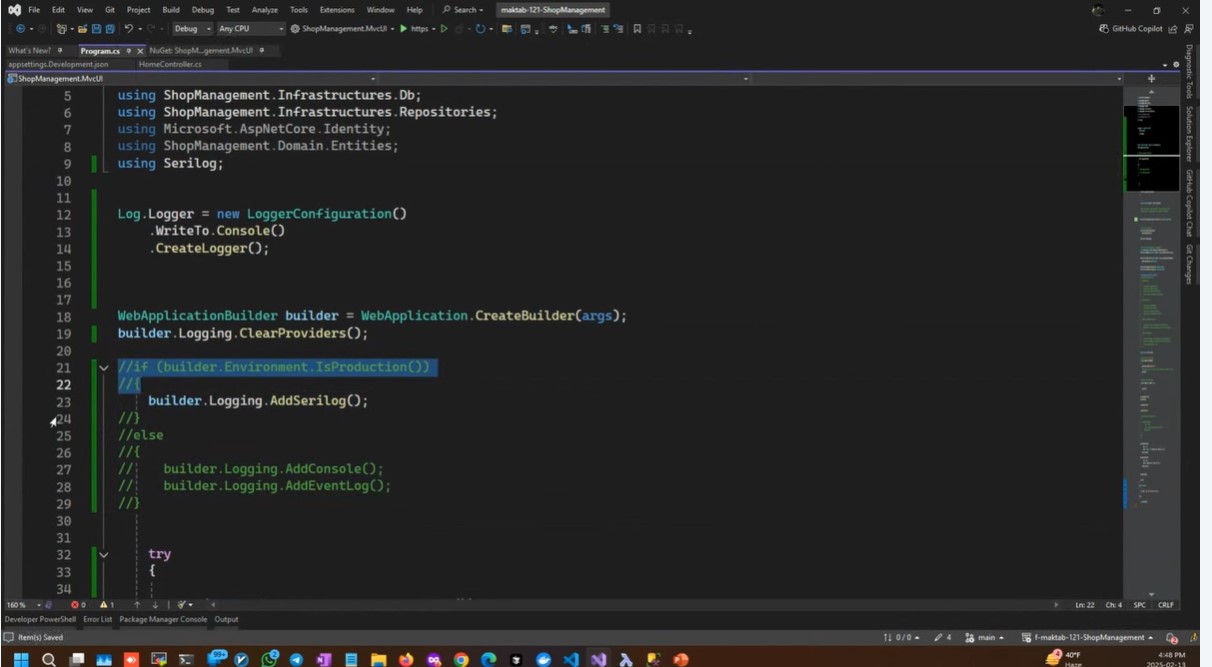 File Edit View Git Project Build Debug Test Analyze Tools Extensions Window Help Search maktab-121-ShopManagement
Debug Any CPU ShopManagement.MvcUI https GitHub Copilot
What's New? Program.cs NuGet: ShopM...gement.MvcUI
appsettings.Development.json HomeController.cs
ShopManagement.MvcUI
5 using ShopManagement.Infrastructures.Db;
6 using ShopManagement.Infrastructures.Repositories;
7 using Microsoft.AspNetCore.Identity;
8 using ShopManagement.Domain.Entities;
9 using Serilog;
10
11
12 Log.Logger = new LoggerConfiguration()
13 .WriteTo.Console()
14 .CreateLogger();
15
16
17
18 WebApplicationBuilder builder = WebApplication.CreateBuilder(args);
19 builder.Logging.ClearProviders();
20
21 //if (builder.Environment.IsProduction())
22 //{
23 builder.Logging.AddSerilog();
24 //}
25 //else
26 //{
27 // builder.Logging.AddConsole();
28 // builder.Logging.AddEventLog();
29 //}
30
31
32 try
33 {
34
160 % 0 1 Ln: 22 Ch: 4 SPC CRLF
Developer PowerShell Error List Package Manager Console Output
Item(s) Saved 0 / 0 4 main f-maktab-121-ShopManagement
Diagnostic Tools
Solution Explorer
GitHub Copilot Chat
Git Changes
99+ 2 4 40°F Haze 4:48 PM
2025-02-13